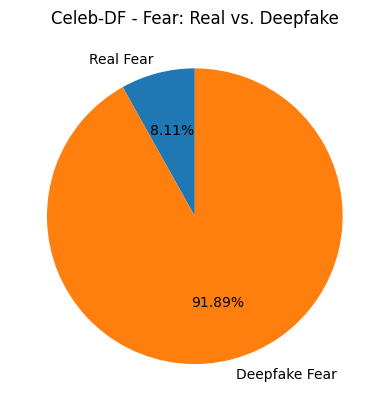 Celeb-DF - Fear: Real vs. Deepfake
Real Fear
8.11%
91.89%
Deepfake Fear